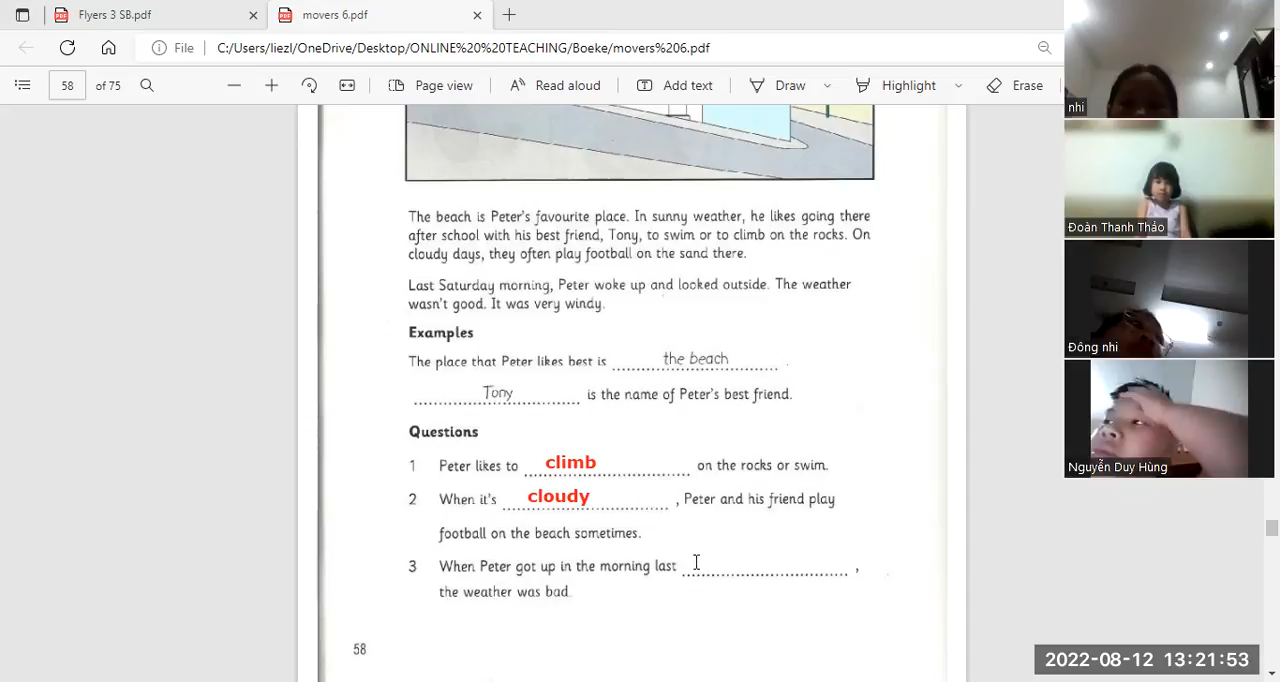 Flyers 3 SB.pdf
movers 6.pdf
File
C:/Users/liezl/OneDrive/Desktop/ONLINE%20%20TEACHING/Boeke/movers%206.pdf
58 of 75
Page view
Read aloud
Add text
Draw
Highlight
Erase
nhi
Đoàn Thanh Thảo
Đông nhi
Nguyễn Duy Hùng
The beach is Peter's favourite place. In sunny weather, he likes going there
after school with his best friend, Tony, to swim or to climb on the rocks. On
cloudy days, they often play football on the sand there.
Last Saturday morning, Peter woke up and looked outside. The weather
wasn't good. It was very windy.
Examples
The place that Peter likes best is the beach .
Tony is the name of Peter's best friend.
Questions
1 Peter likes to climb on the rocks or swim.
2 When it's cloudy , Peter and his friend play
football on the beach sometimes.
3 When Peter got up in the morning last ........................ ,
the weather was bad.
58
2022-08-12 13:21:53